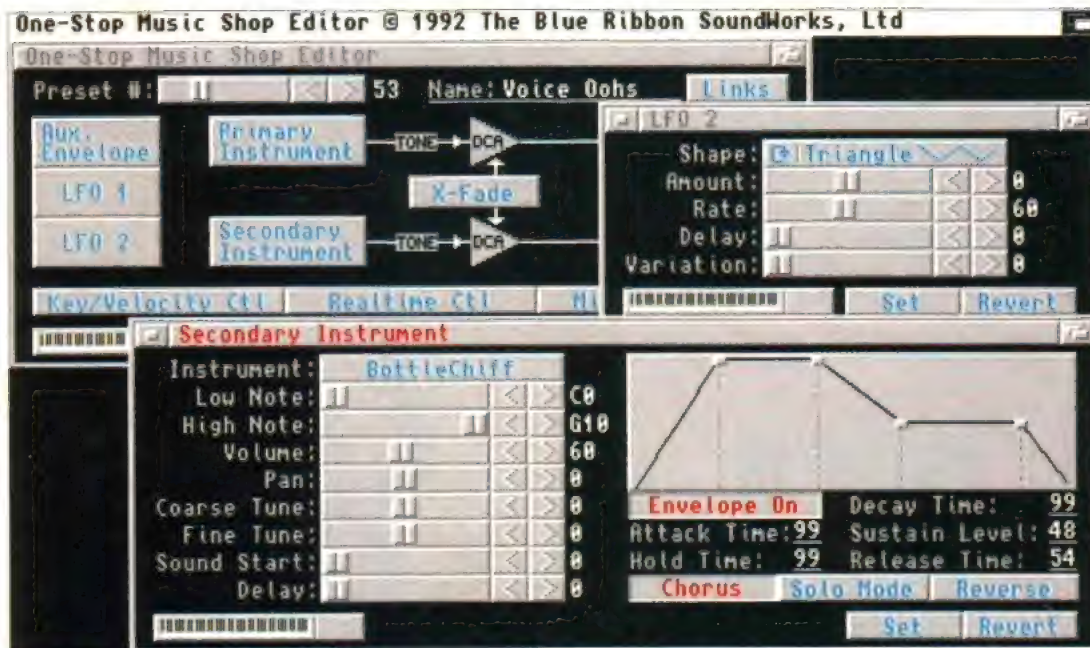 One-Stop Music Shop Editor © 1992 The Blue Ribbon SoundWorks, Ltd
One-Stop Music Shop Editor
Preset #: 53 Name: Voice Oohs Links
Aux. Envelope
LFO 1
LFO 2
Primary Instrument
TONE
DCA
X-Fade
Secondary Instrument
TONE
DCA
Key/Velocity Ctl
Realtime Ctl
Mi
LFO 2
Shape: Triangle
Amount: 0
Rate: 60
Delay: 0
Variation: 0
Set Revert
Secondary Instrument
Instrument: BottleChiff
Low Note: C0
High Note: G10
Volume: 60
Pan: 0
Coarse Tune: 0
Fine Tune: 0
Sound Start: 0
Delay: 0
Envelope On
Decay Time: 99
Attack Time: 99 Sustain Level: 48
Hold Time: 99 Release Time: 54
Chorus Solo Mode Reverse
Set Revert